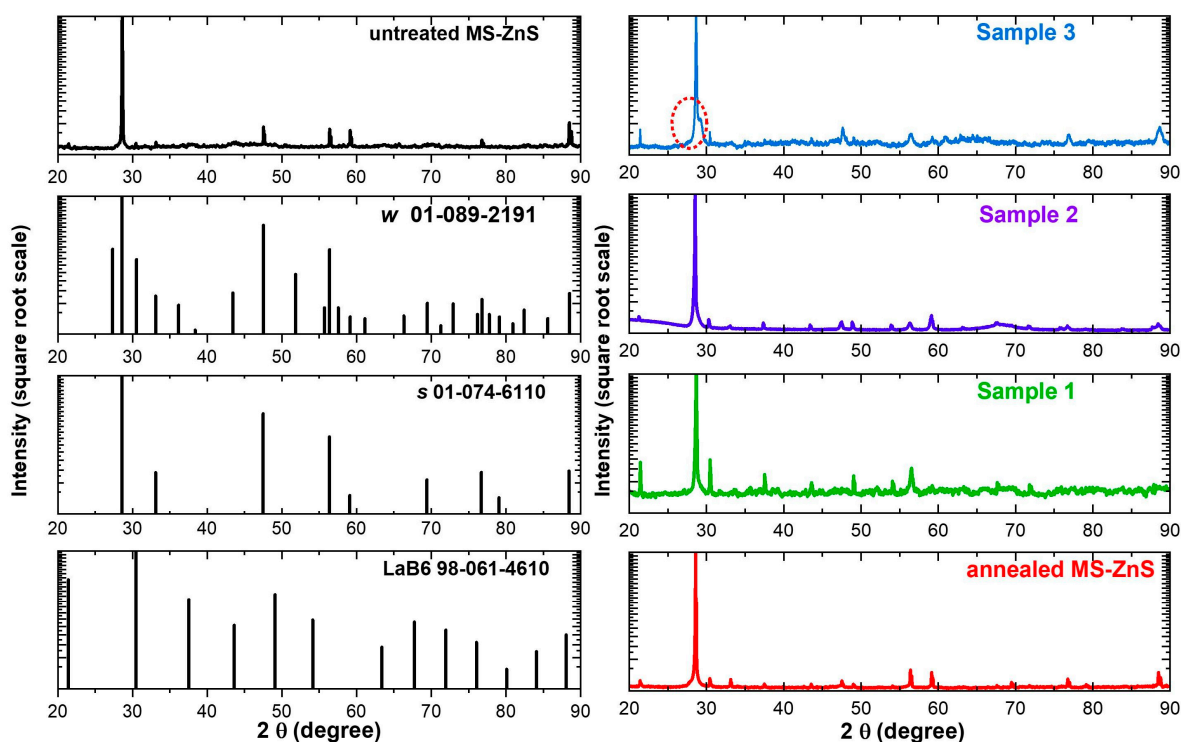 untreated MS-ZnS
20 30 40 50 60 70 80 90
w 01-089-2191
20 30 40 50 60 70 80 90
s 01-074-6110
20 30 40 50 60 70 80 90
LaB6 98-061-4610
20 30 40 50 60 70 80 90
2 θ (degree)
Intensity (square root scale)
Sample 3
20 30 40 50 60 70 80 90
Sample 2
20 30 40 50 60 70 80 90
Sample 1
20 30 40 50 60 70 80 90
annealed MS-ZnS
20 30 40 50 60 70 80 90
2 θ (degree)
Intensity (square root scale)